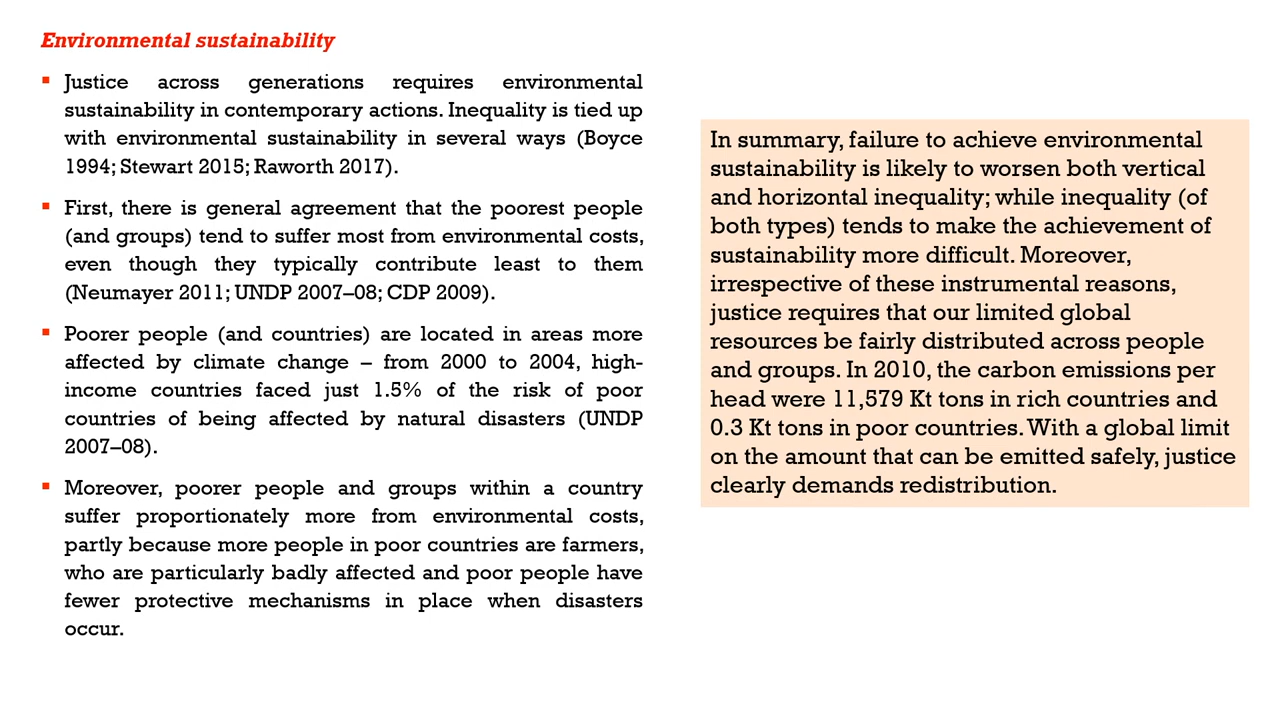 Environmental sustainability
▪ Justice across generations requires environmental
sustainability in contemporary actions. Inequality is tied up
with environmental sustainability in several ways (Boyce
1994; Stewart 2015; Raworth 2017).
▪ First, there is general agreement that the poorest people
(and groups) tend to suffer most from environmental costs,
even though they typically contribute least to them
(Neumayer 2011; UNDP 2007–08; CDP 2009).
▪ Poorer people (and countries) are located in areas more
affected by climate change – from 2000 to 2004, high-
income countries faced just 1.5% of the risk of poor
countries of being affected by natural disasters (UNDP
2007–08).
▪ Moreover, poorer people and groups within a country
suffer proportionately more from environmental costs,
partly because more people in poor countries are farmers,
who are particularly badly affected and poor people have
fewer protective mechanisms in place when disasters
occur.
In summary, failure to achieve environmental
sustainability is likely to worsen both vertical
and horizontal inequality; while inequality (of
both types) tends to make the achievement of
sustainability more difficult. Moreover,
irrespective of these instrumental reasons,
justice requires that our limited global
resources be fairly distributed across people
and groups. In 2010, the carbon emissions per
head were 11,579 Kt tons in rich countries and
0.3 Kt tons in poor countries. With a global limit
on the amount that can be emitted safely, justice
clearly demands redistribution.